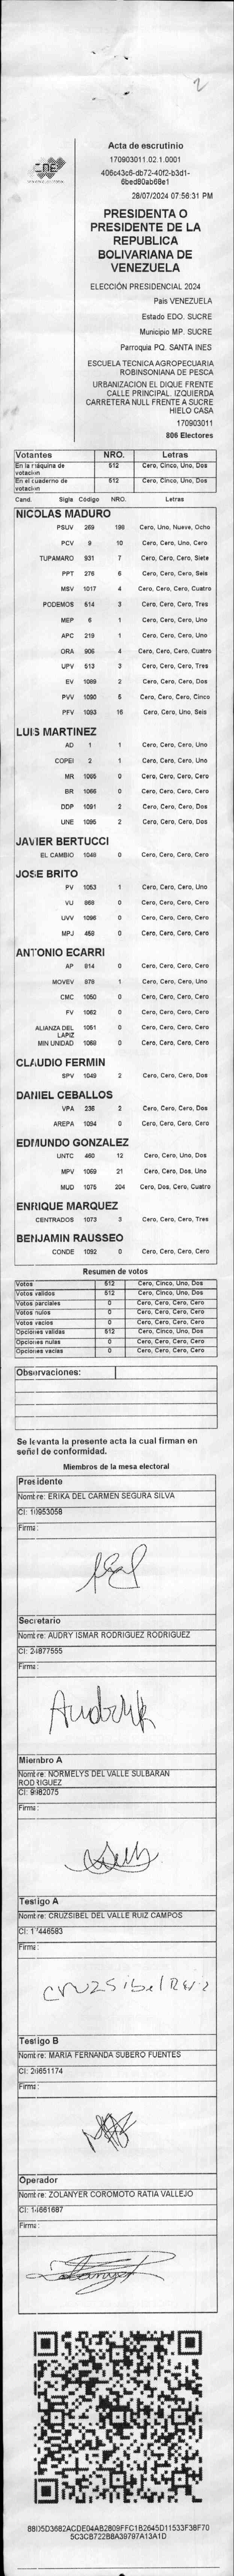 2
Acta de escrutinio
170903011.02.1.0001
406c43c6-db72-40f2-b3d1-
6bed80ab68e1
28/07/2024 07:56:31 PM
CNE
PRESIDENTA O
PRESIDENTE DE LA
REPUBLICA
BOLIVARIANA DE
VENEZUELA
ELECCIÓN PRESIDENCIAL 2024
Pais VENEZUELA
Estado EDO. SUCRE
Municipio MP. SUCRE
Parroquia PQ. SANTA INES
ESCUELA TECNICA AGROPECUARIA
ROBINSONIANA DE PESCA
URBANIZACION EL DIQUE FRENTE
CALLE PRINCIPAL. IZQUIERDA
CARRETERA NULL FRENTE A SUCRE
HIELO CASA
170903011
806 Electores
Votantes NRO. Letras
En la máquina de votación 512 Cero, Cinco, Uno, Dos
En el cuaderno de votación 512 Cero, Cinco, Uno, Dos
Cand. Sigla Código NRO. Letras
NICOLAS MADURO
PSUV 269 198 Cero, Uno, Nueve, Ocho
PCV 9 10 Cero, Cero, Uno, Cero
TUPAMARO 931 7 Cero, Cero, Cero, Siete
PPT 276 6 Cero, Cero, Cero, Seis
MSV 1017 4 Cero, Cero, Cero, Cuatro
PODEMOS 514 3 Cero, Cero, Cero, Tres
MEP 6 1 Cero, Cero, Cero, Uno
APC 219 1 Cero, Cero, Cero, Uno
ORA 906 4 Cero, Cero, Cero, Cuatro
UPV 513 3 Cero, Cero, Cero, Tres
EV 1089 2 Cero, Cero, Cero, Dos
PVV 1090 5 Cero, Cero, Cero, Cinco
PFV 1093 16 Cero, Cero, Uno, Seis
LUIS MARTINEZ
AD 1 1 Cero, Cero, Cero, Uno
COPEI 2 1 Cero, Cero, Cero, Uno
MR 1065 0 Cero, Cero, Cero, Cero
BR 1066 0 Cero, Cero, Cero, Cero
DDP 1091 2 Cero, Cero, Cero, Dos
UNE 1095 2 Cero, Cero, Cero, Dos
JAVIER BERTUCCI
EL CAMBIO 1048 0 Cero, Cero, Cero, Cero
JOSE BRITO
PV 1053 1 Cero, Cero, Cero, Uno
VU 868 0 Cero, Cero, Cero, Cero
UVV 1096 0 Cero, Cero, Cero, Cero
MPJ 459 0 Cero, Cero, Cero, Cero
ANTONIO ECARRI
AP 814 0 Cero, Cero, Cero, Cero
MOVEV 878 1 Cero, Cero, Cero, Uno
CMC 1050 0 Cero, Cero, Cero, Cero
FV 1062 0 Cero, Cero, Cero, Cero
ALIANZA DEL LAPIZ 1051 0 Cero, Cero, Cero, Cero
MIN UNIDAD 1068 0 Cero, Cero, Cero, Cero
CLAUDIO FERMIN
SPV 1049 2 Cero, Cero, Cero, Dos
DANIEL CEBALLOS
VPA 236 2 Cero, Cero, Cero, Dos
AREPA 1094 0 Cero, Cero, Cero, Cero
EDMUNDO GONZALEZ
UNTC 460 12 Cero, Cero, Uno, Dos
MPV 1069 21 Cero, Cero, Dos, Uno
MUD 1075 204 Cero, Dos, Cero, Cuatro
ENRIQUE MARQUEZ
CENTRADOS 1073 3 Cero, Cero, Cero, Tres
BENJAMIN RAUSSEO
CONDE 1092 0 Cero, Cero, Cero, Cero
Resumen de votos
Votos 512 Cero, Cinco, Uno, Dos
Votos validos 512 Cero, Cinco, Uno, Dos
Votos parciales 0 Cero, Cero, Cero, Cero
Votos nulos 0 Cero, Cero, Cero, Cero
Votos vacios 0 Cero, Cero, Cero, Cero
Opciones validas 512 Cero, Cinco, Uno, Dos
Opciones nulas 0 Cero, Cero, Cero, Cero
Opciones vacias 0 Cero, Cero, Cero, Cero
Observaciones:
Se levanta la presente acta la cual firman en
señal de conformidad.
Miembros de la mesa electoral
Presidente
Nombre: ERIKA DEL CARMEN SEGURA SILVA
CI: 10953056
Firma:
Secretario
Nombre: AUDRY ISMAR RODRIGUEZ RODRIGUEZ
CI: 24877555
Firma:
Miembro A
Nombre: NORMELYS DEL VALLE SULBARAN
RODRIGUEZ
CI: 9982075
Firma:
Testigo A
Nombre: CRUZSIBEL DEL VALLE RUIZ CAMPOS
Firma:
Cruzsibel Ruiz
Testigo B
Nombre: MARIA FERNANDA SUBERO FUENTES
Firma:
Operador
Nombre: ZOLANYER COROMOTO RATIA VALLEJO
Firma: